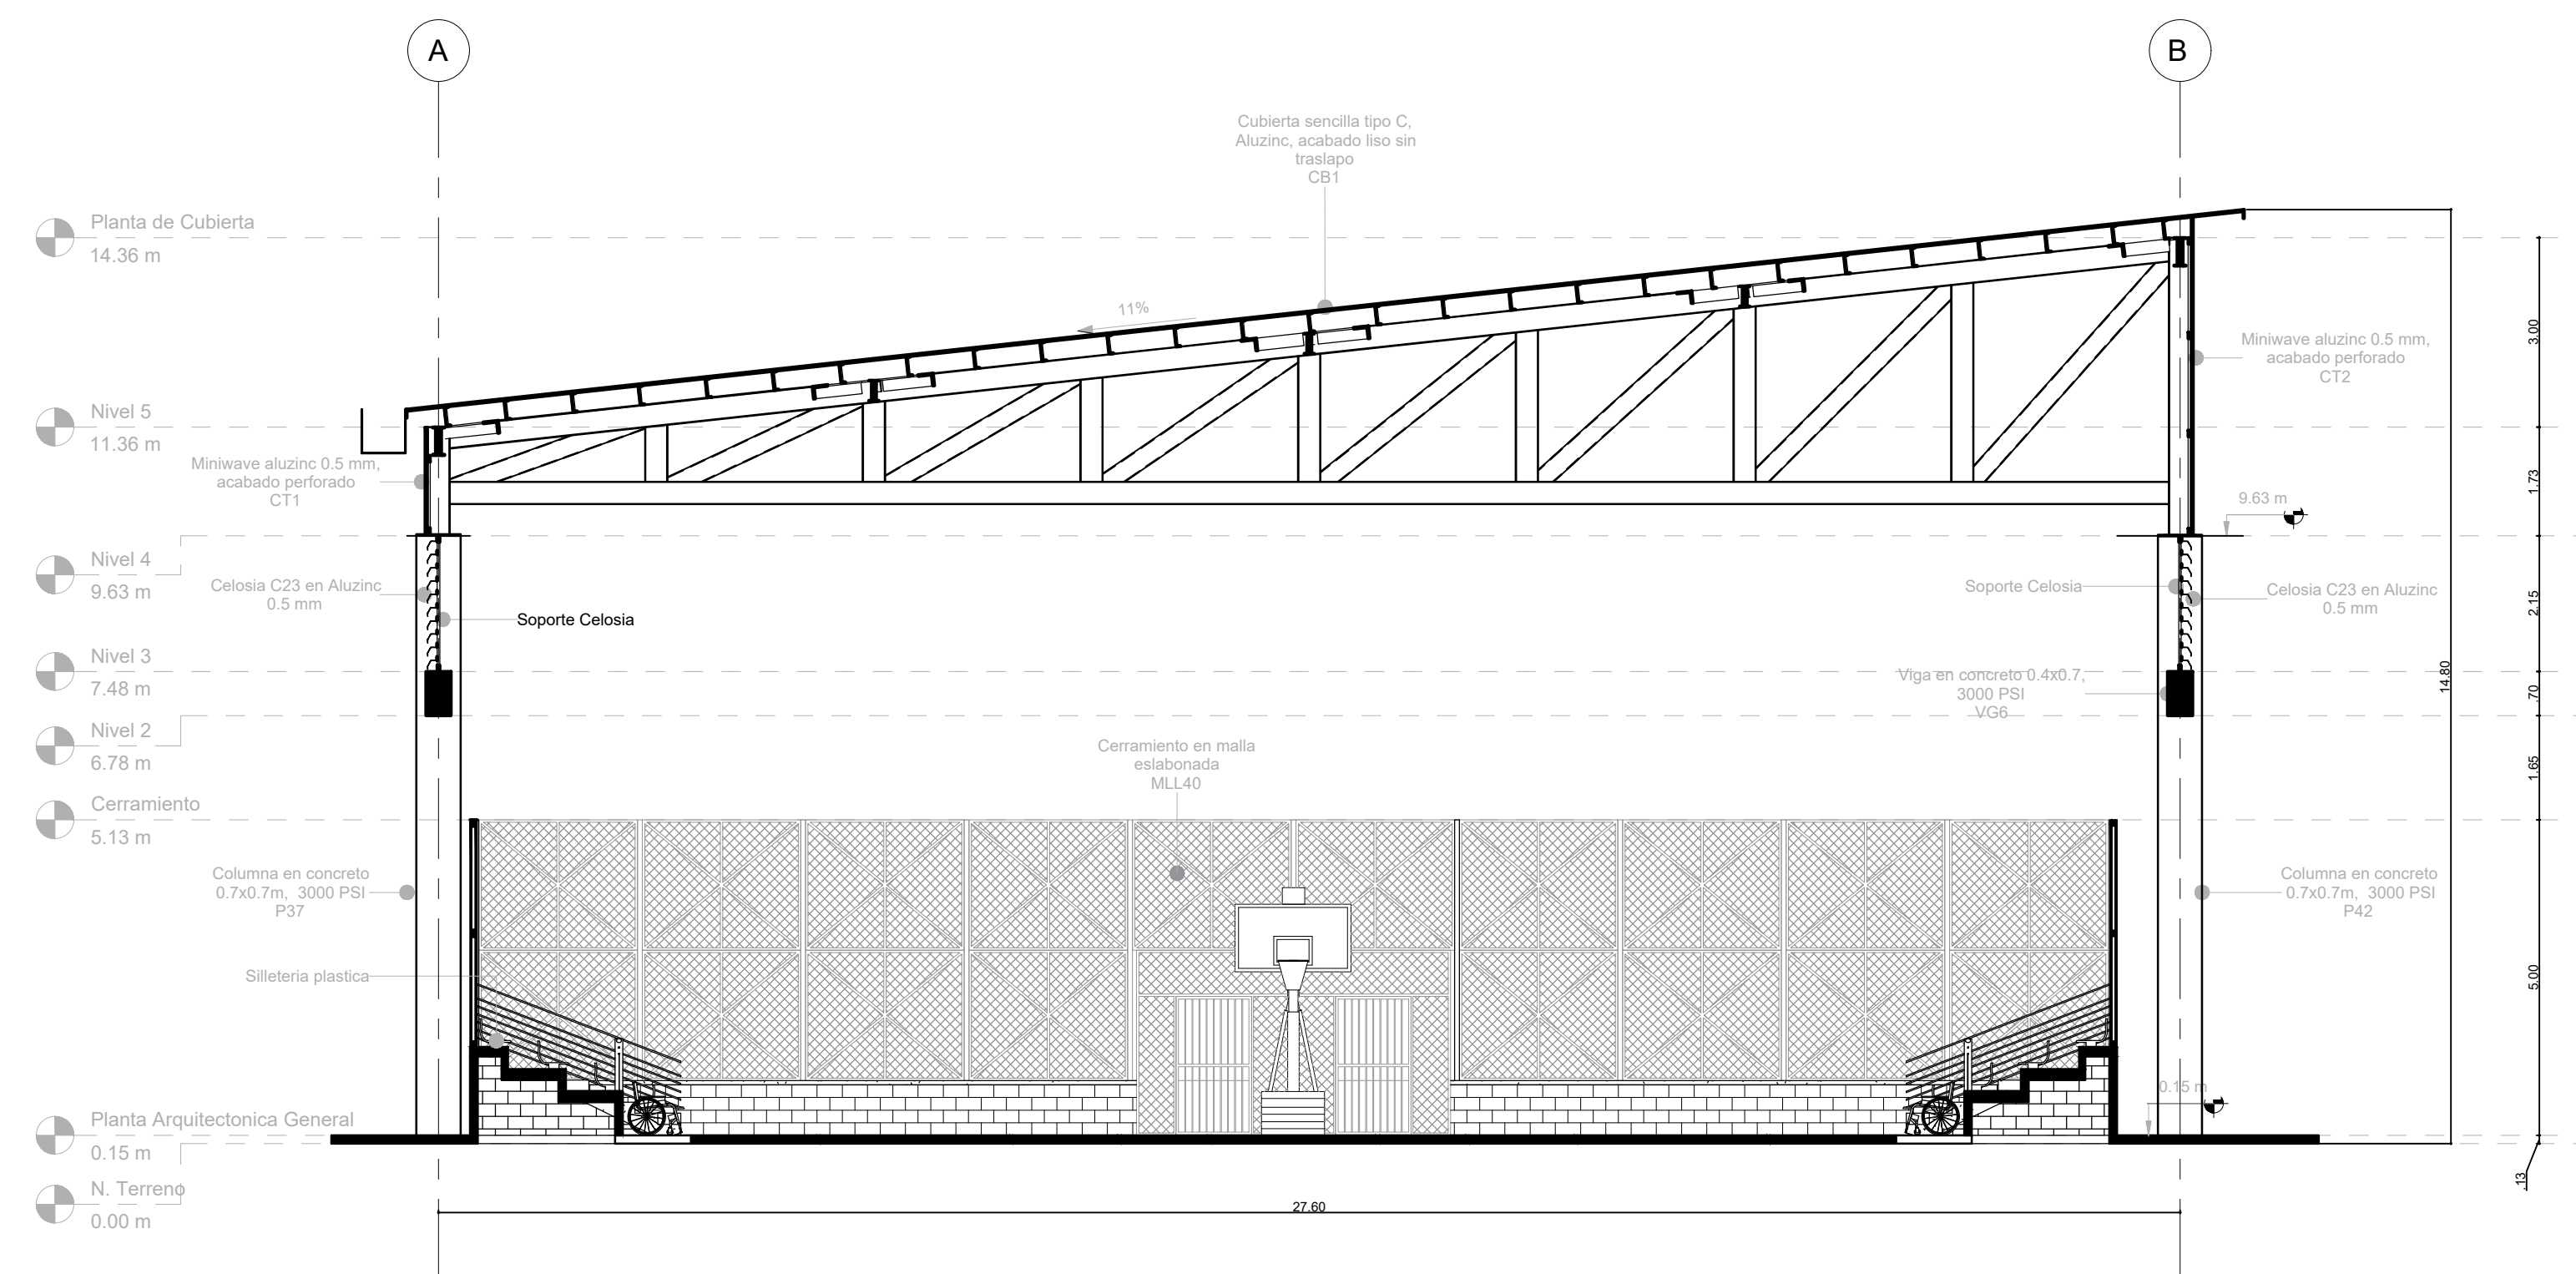 A
B
Cubierta sencilla tipo C,
Aluzinc, acabado liso sin
traslapo
CB1
Planta de Cubierta
14.36 m
11%
3.00
Miniwave aluzinc 0.5 mm,
acabado perforado
CT2
Nivel 5
11.36 m
Miniwave aluzinc 0.5 mm,
acabado perforado
CT1
1.73
9.63 m
Nivel 4
9.63 m
Celosia C23 en Aluzinc
0.5 mm
Soporte Celosia
Soporte Celosia
Celosia C23 en Aluzinc
0.5 mm
2.15
Nivel 3
7.48 m
Viga en concreto 0.4x0.7,
3000 PSI
VG6
14.80
.70
Nivel 2
6.78 m
Cerramiento en malla
eslabonada
MLL40
1.65
Cerramiento
5.13 m
Columna en concreto
0.7x0.7m, 3000 PSI
P37
Columna en concreto
0.7x0.7m, 3000 PSI
P42
Silleteria plastica
5.00
0.15 m
Planta Arquitectonica General
0.15 m
N. Terreno
0.00 m
.13
27.60